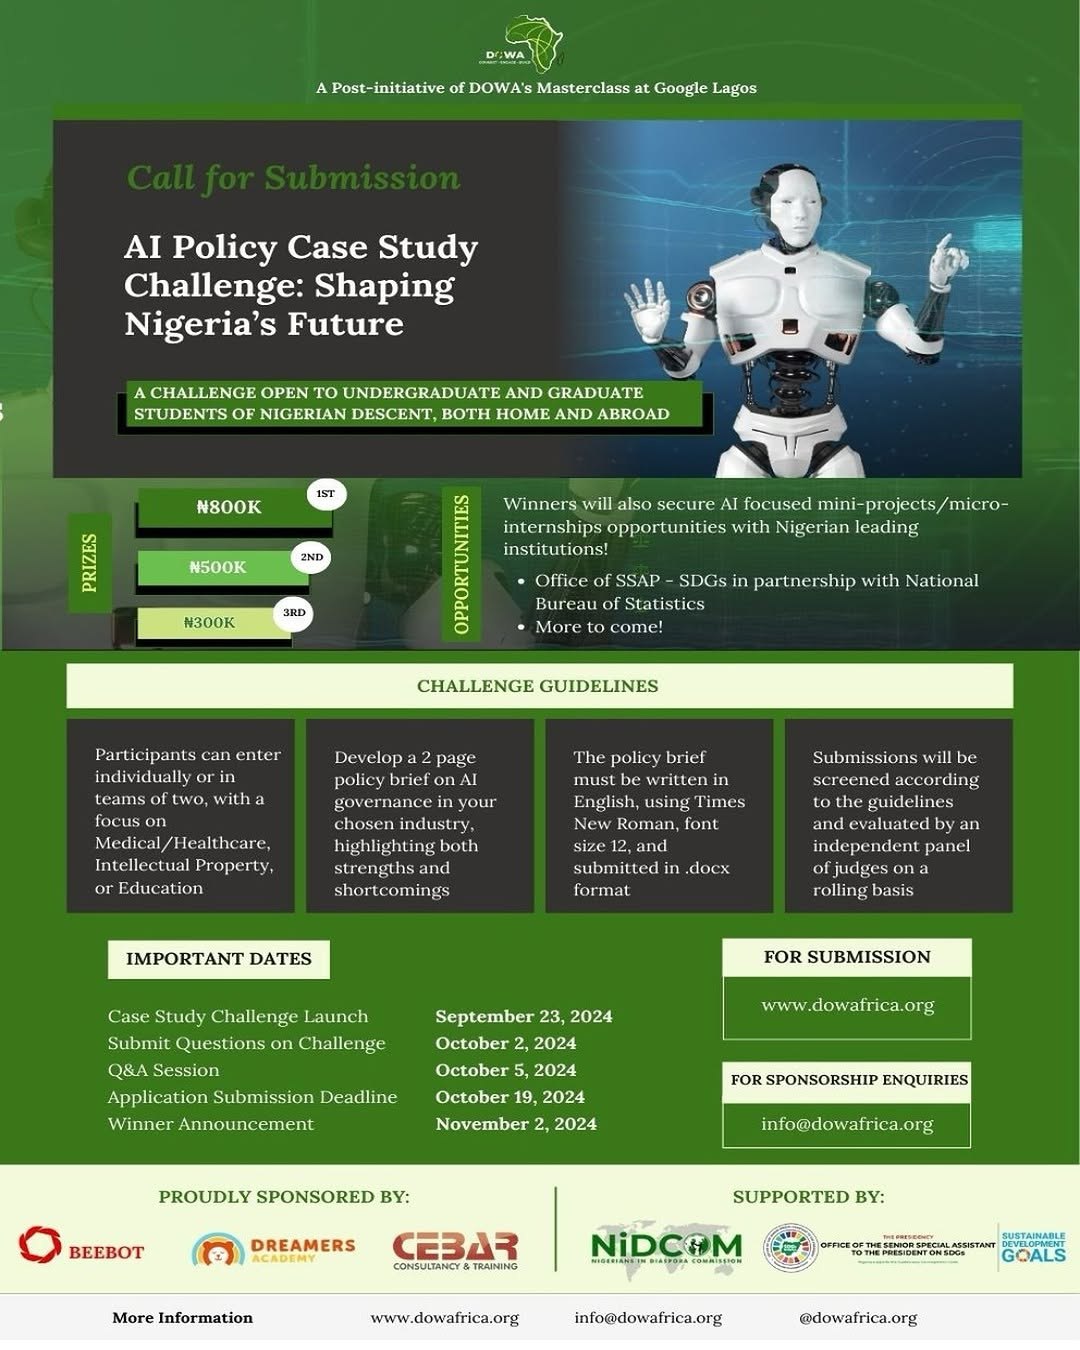 DOWA
CONNECT · ENGAGE · BUILD
A Post-initiative of DOWA's Masterclass at Google Lagos
Call for Submission
AI Policy Case Study
Challenge: Shaping
Nigeria's Future
A CHALLENGE OPEN TO UNDERGRADUATE AND GRADUATE
STUDENTS OF NIGERIAN DESCENT, BOTH HOME AND ABROAD
PRIZES
₦800K
1ST
₦500K
2ND
₦300K
3RD
OPPORTUNITIES
Winners will also secure AI focused mini-projects/micro-
internships opportunities with Nigerian leading
institutions!
• Office of SSAP - SDGs in partnership with National
Bureau of Statistics
• More to come!
CHALLENGE GUIDELINES
Participants can enter
individually or in
teams of two, with a
focus on
Medical/Healthcare,
Intellectual Property,
or Education
Develop a 2 page
policy brief on AI
governance in your
chosen industry,
highlighting both
strengths and
shortcomings
The policy brief
must be written in
English, using Times
New Roman, font
size 12, and
submitted in .docx
format
Submissions will be
screened according
to the guidelines
and evaluated by an
independent panel
of judges on a
rolling basis
IMPORTANT DATES
Case Study Challenge Launch September 23, 2024
Submit Questions on Challenge October 2, 2024
Q&A Session October 5, 2024
Application Submission Deadline October 19, 2024
Winner Announcement November 2, 2024
FOR SUBMISSION
www.dowafrica.org
FOR SPONSORSHIP ENQUIRIES
info@dowafrica.org
PROUDLY SPONSORED BY:
BEEBOT
DREAMERS
ACADEMY
CEBAR
CONSULTANCY & TRAINING
SUPPORTED BY:
NiDCOM
NIGERIANS IN DIASPORA COMMISSION
THE PRESIDENCY
OFFICE OF THE SENIOR SPECIAL ASSISTANT
TO THE PRESIDENT ON SDGs
SUSTAINABLE
DEVELOPMENT
GOALS
More Information www.dowafrica.org info@dowafrica.org @dowafrica.org